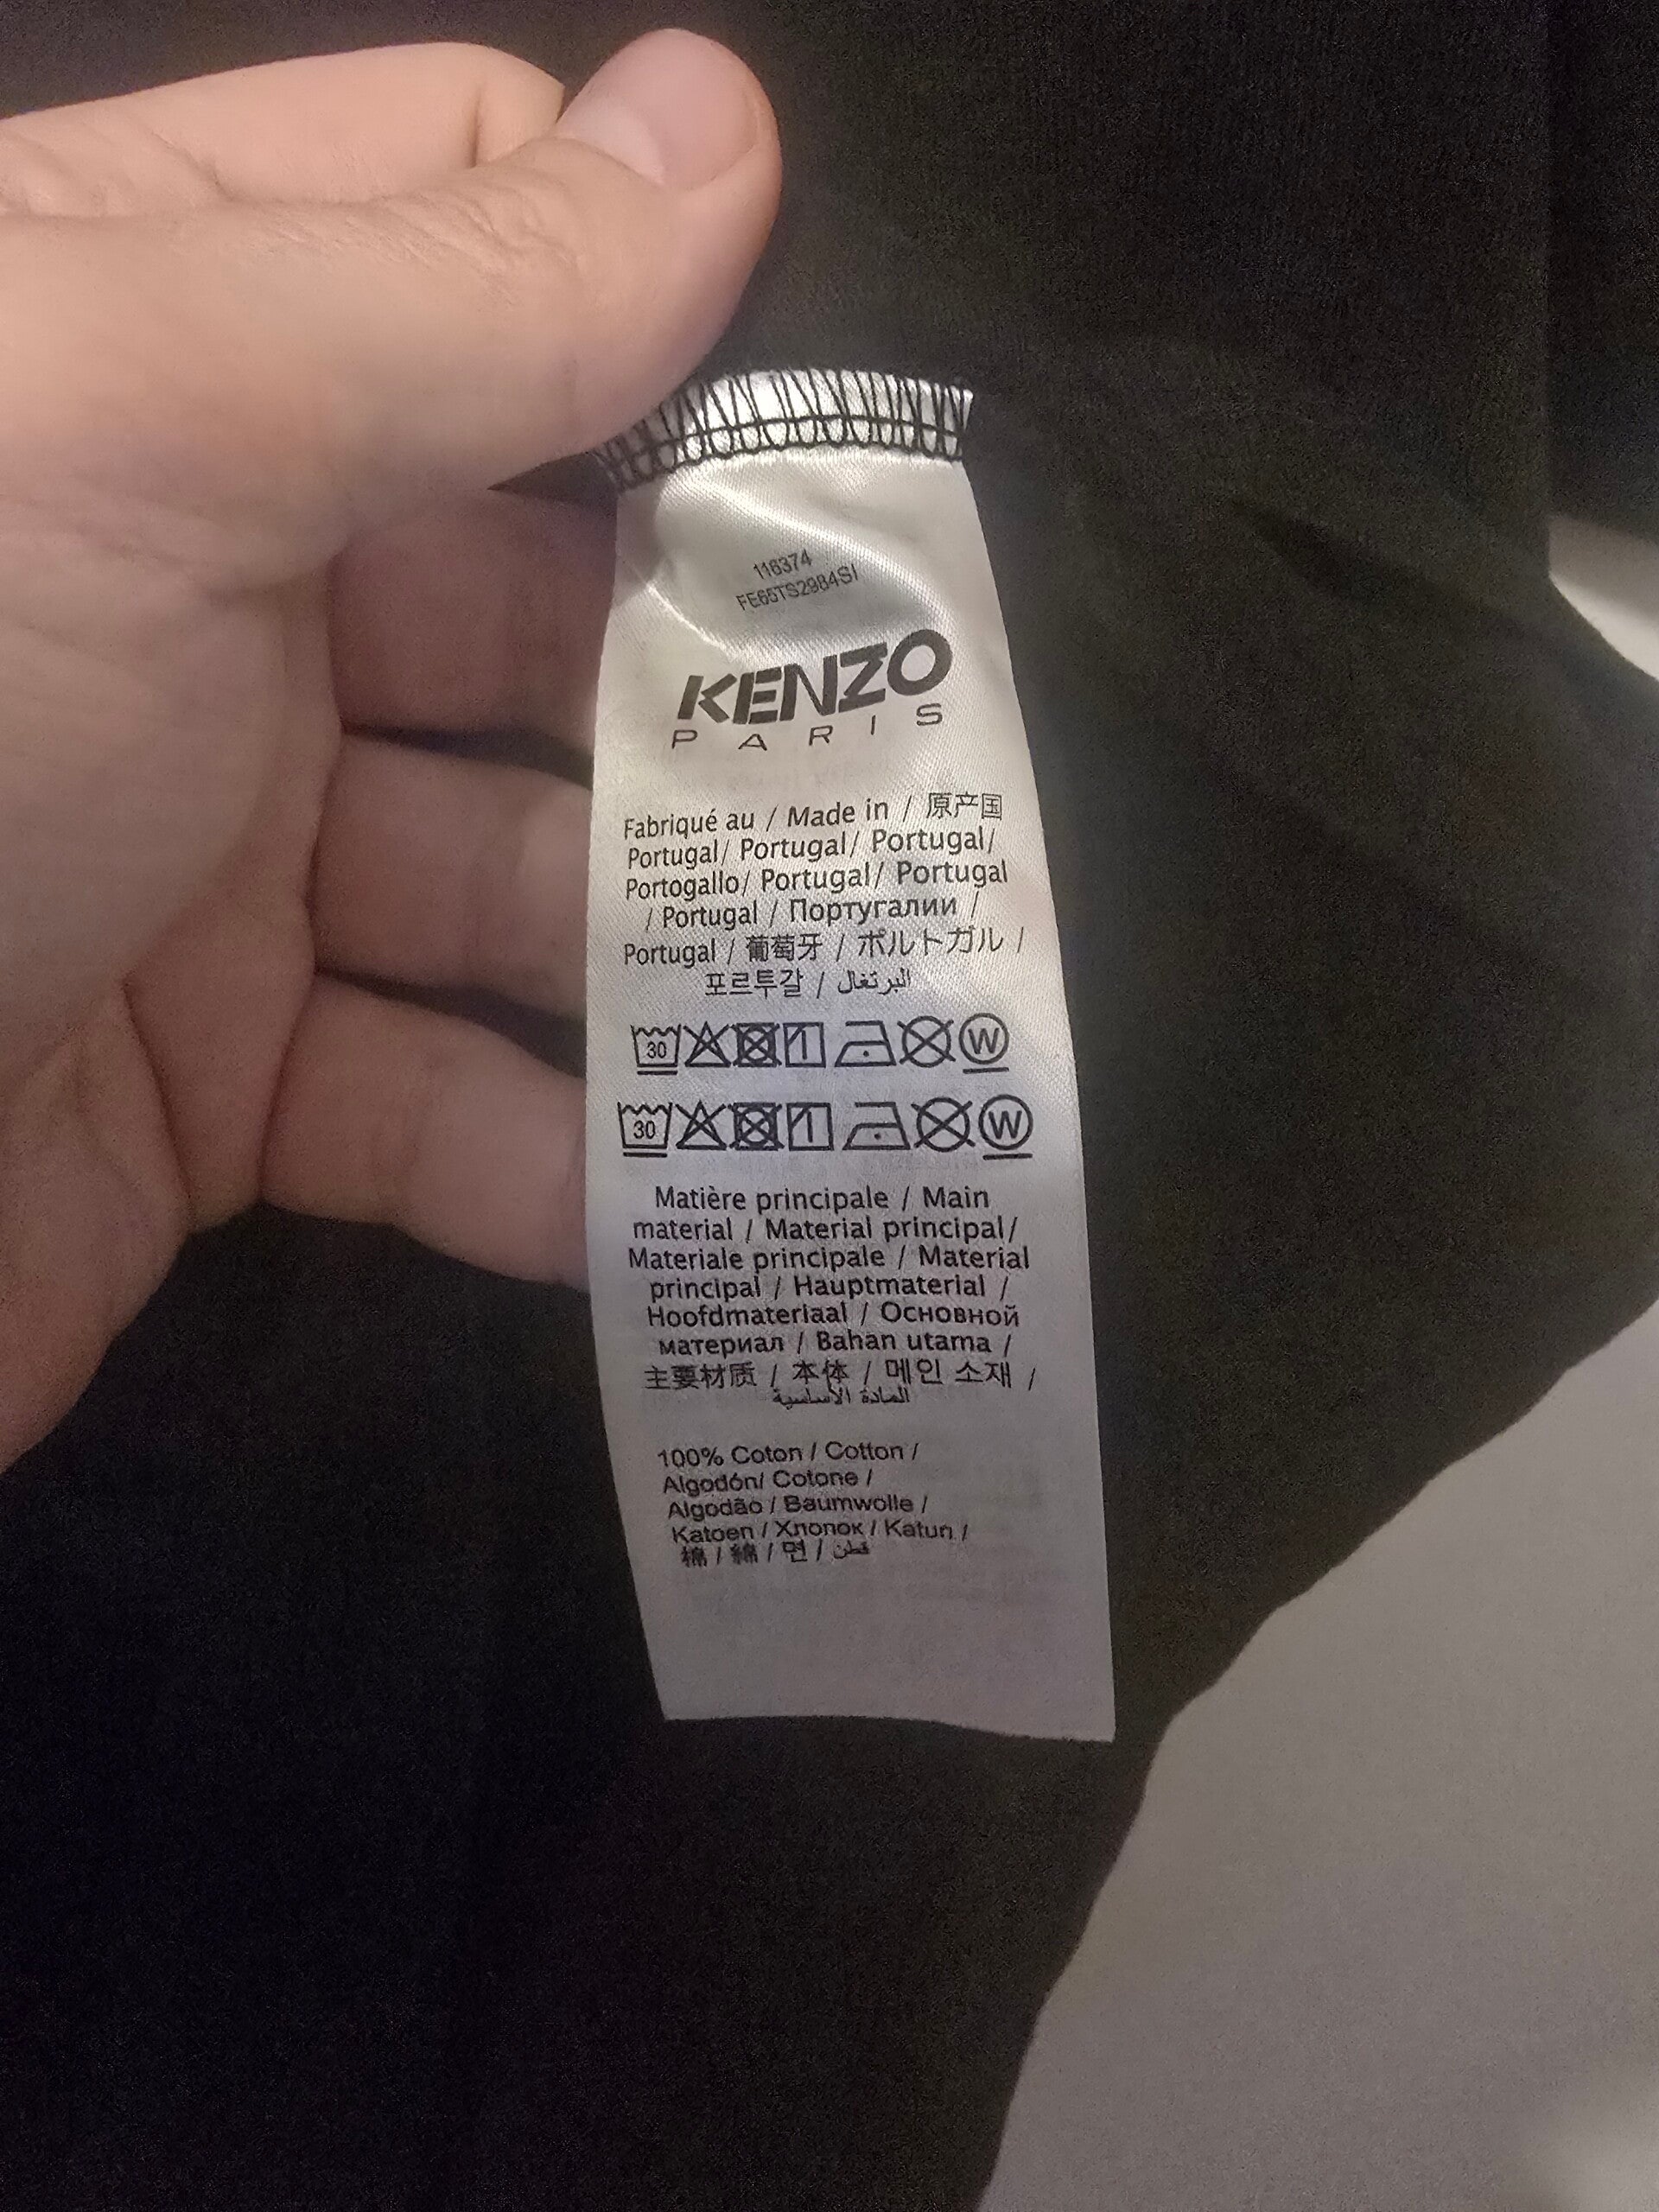 116374
FE65TS2984SI
KENZO
PARIS
Fabriqué au / Made in / 原产国
Portugal/ Portugal/ Portugal/
Portogallo/ Portugal/ Portugal
/ Portugal / Португалии /
Portugal / 葡萄牙 / ポルトガル /
포르투갈 / البرتغال
30 W
30 W
Matière principale / Main
material / Material principal/
Materiale principale / Material
principal / Hauptmaterial /
Hoofdmateriaal / Основной
материал / Bahan utama /
主要材质 / 本体 / 메인 소재 /
المادة الأساسية
100% Coton / Cotton /
Algodón/ Cotone /
Algodão / Baumwolle /
Katoen / Хлопок / Katun /
棉 / 綿 / 면 / قطن